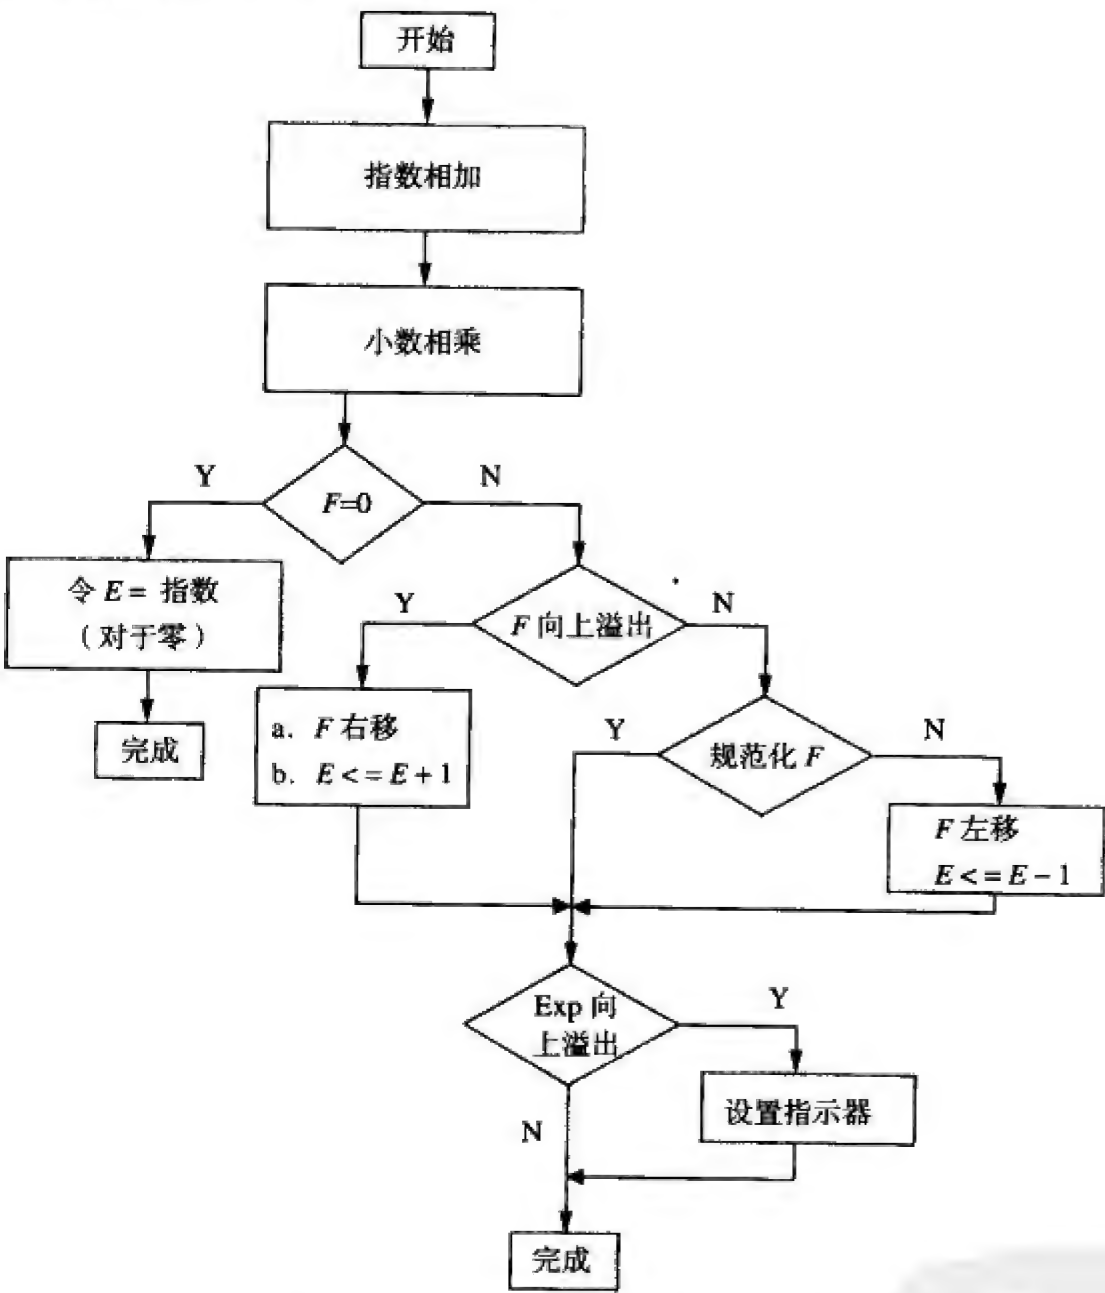 开始
指数相加
小数相乘
Y
N
F=0
令 E = 指数
(对于零)
Y
N
F 向上溢出
完成
a. F 右移
b. E < = E + 1
Y
N
规范化 F
F 左移
E < = E - 1
Exp 向
上溢出
Y
设置指示器
N
完成